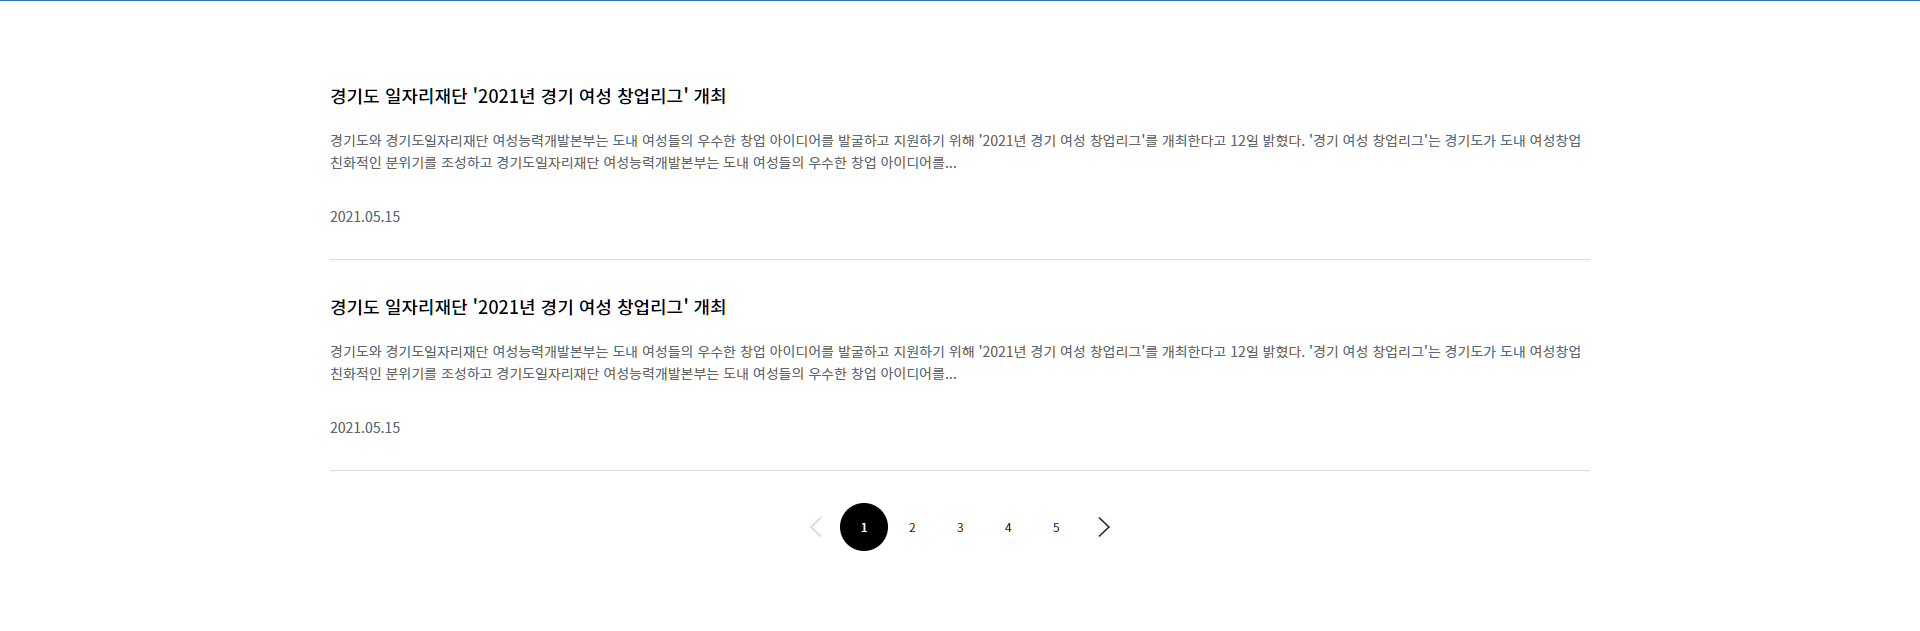 경기도 일자리재단 '2021년 경기 여성 창업리그' 개최
경기도와 경기도일자리재단 여성능력개발본부는 도내 여성들의 우수한 창업 아이디어를 발굴하고 지원하기 위해 '2021년 경기 여성 창업리그'를 개최한다고 12일 밝혔다. '경기 여성 창업리그'는 경기도가 도내 여성창업
친화적인 분위기를 조성하고 경기도일자리재단 여성능력개발본부는 도내 여성들의 우수한 창업 아이디어를...
2021.05.15
경기도 일자리재단 '2021년 경기 여성 창업리그' 개최
경기도와 경기도일자리재단 여성능력개발본부는 도내 여성들의 우수한 창업 아이디어를 발굴하고 지원하기 위해 '2021년 경기 여성 창업리그'를 개최한다고 12일 밝혔다. '경기 여성 창업리그'는 경기도가 도내 여성창업
친화적인 분위기를 조성하고 경기도일자리재단 여성능력개발본부는 도내 여성들의 우수한 창업 아이디어를...
2021.05.15
1 2 3 4 5